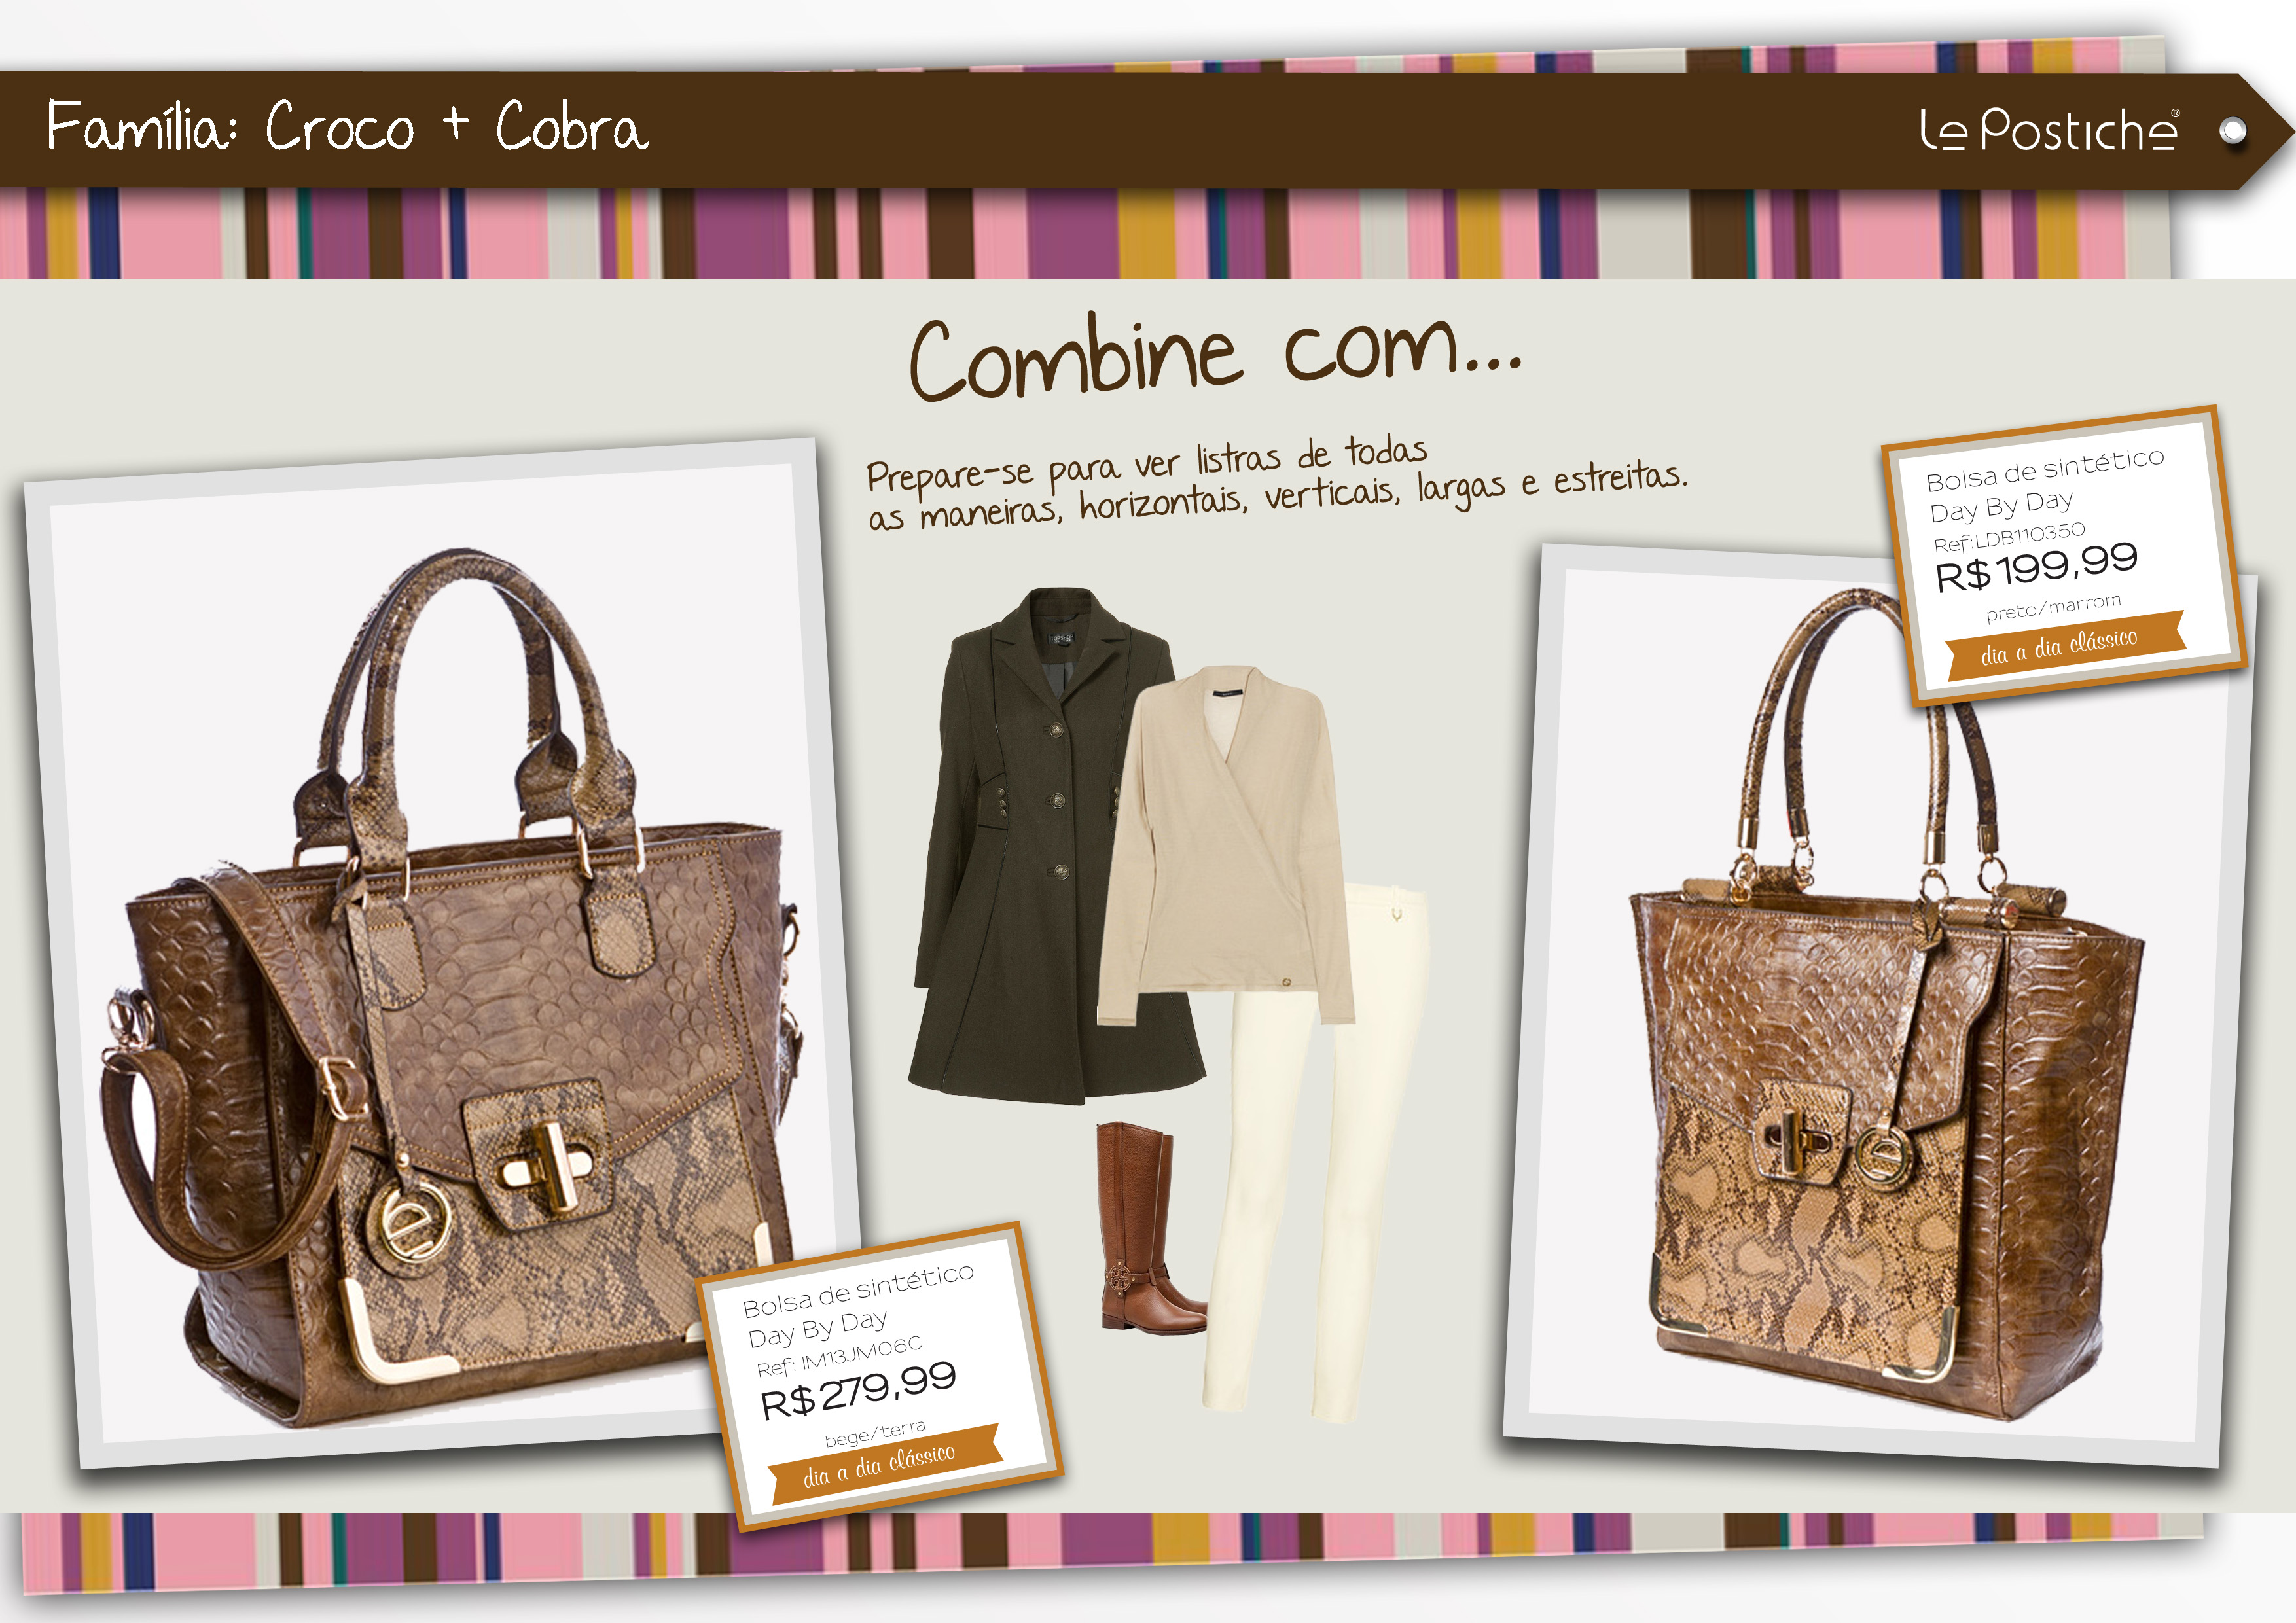 Família: Croco + Cobra
Le Postiche®
Combine com...
Prepare-se para ver listras de todas
as maneiras, horizontais, verticais, largas e estreitas.
Bolsa de sintético
Day By Day
Ref:LDB110350
R$199,99
preto/marrom
dia a dia clássico
Bolsa de sintético
Day By Day
Ref: IM13JM06C
R$279,99
bege/terra
dia a dia clássico